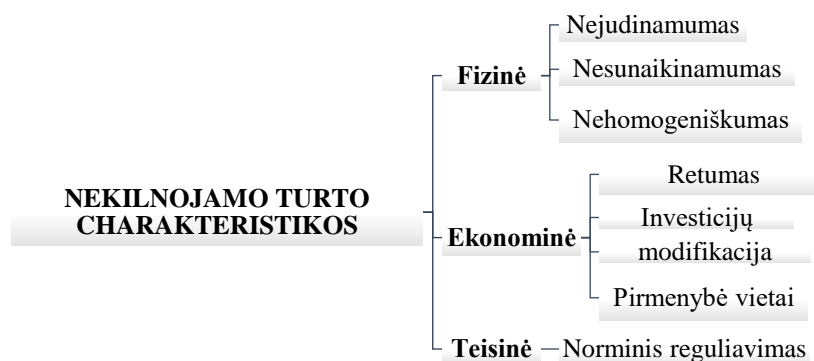 NEKILNOJAMO TURTO
CHARAKTERISTIKOS
Fizinė
Nejudinamumas
Nesunaikinamumas
Nehomogeniškumas
Ekonominė
Retumas
Investicijų
modifikacija
Pirmenybė vietai
Teisinė
Norminis reguliavimas